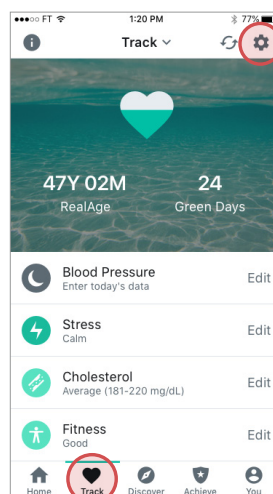 ●●●○○ FT 1:20 PM 77%
i Track
47Y 02M 24
RealAge Green Days
Blood Pressure Edit
Enter today's data
Stress Edit
Calm
Cholesterol Edit
Average (181-220 mg/dL)
Fitness Edit
Good
Home Track Discover Achieve You